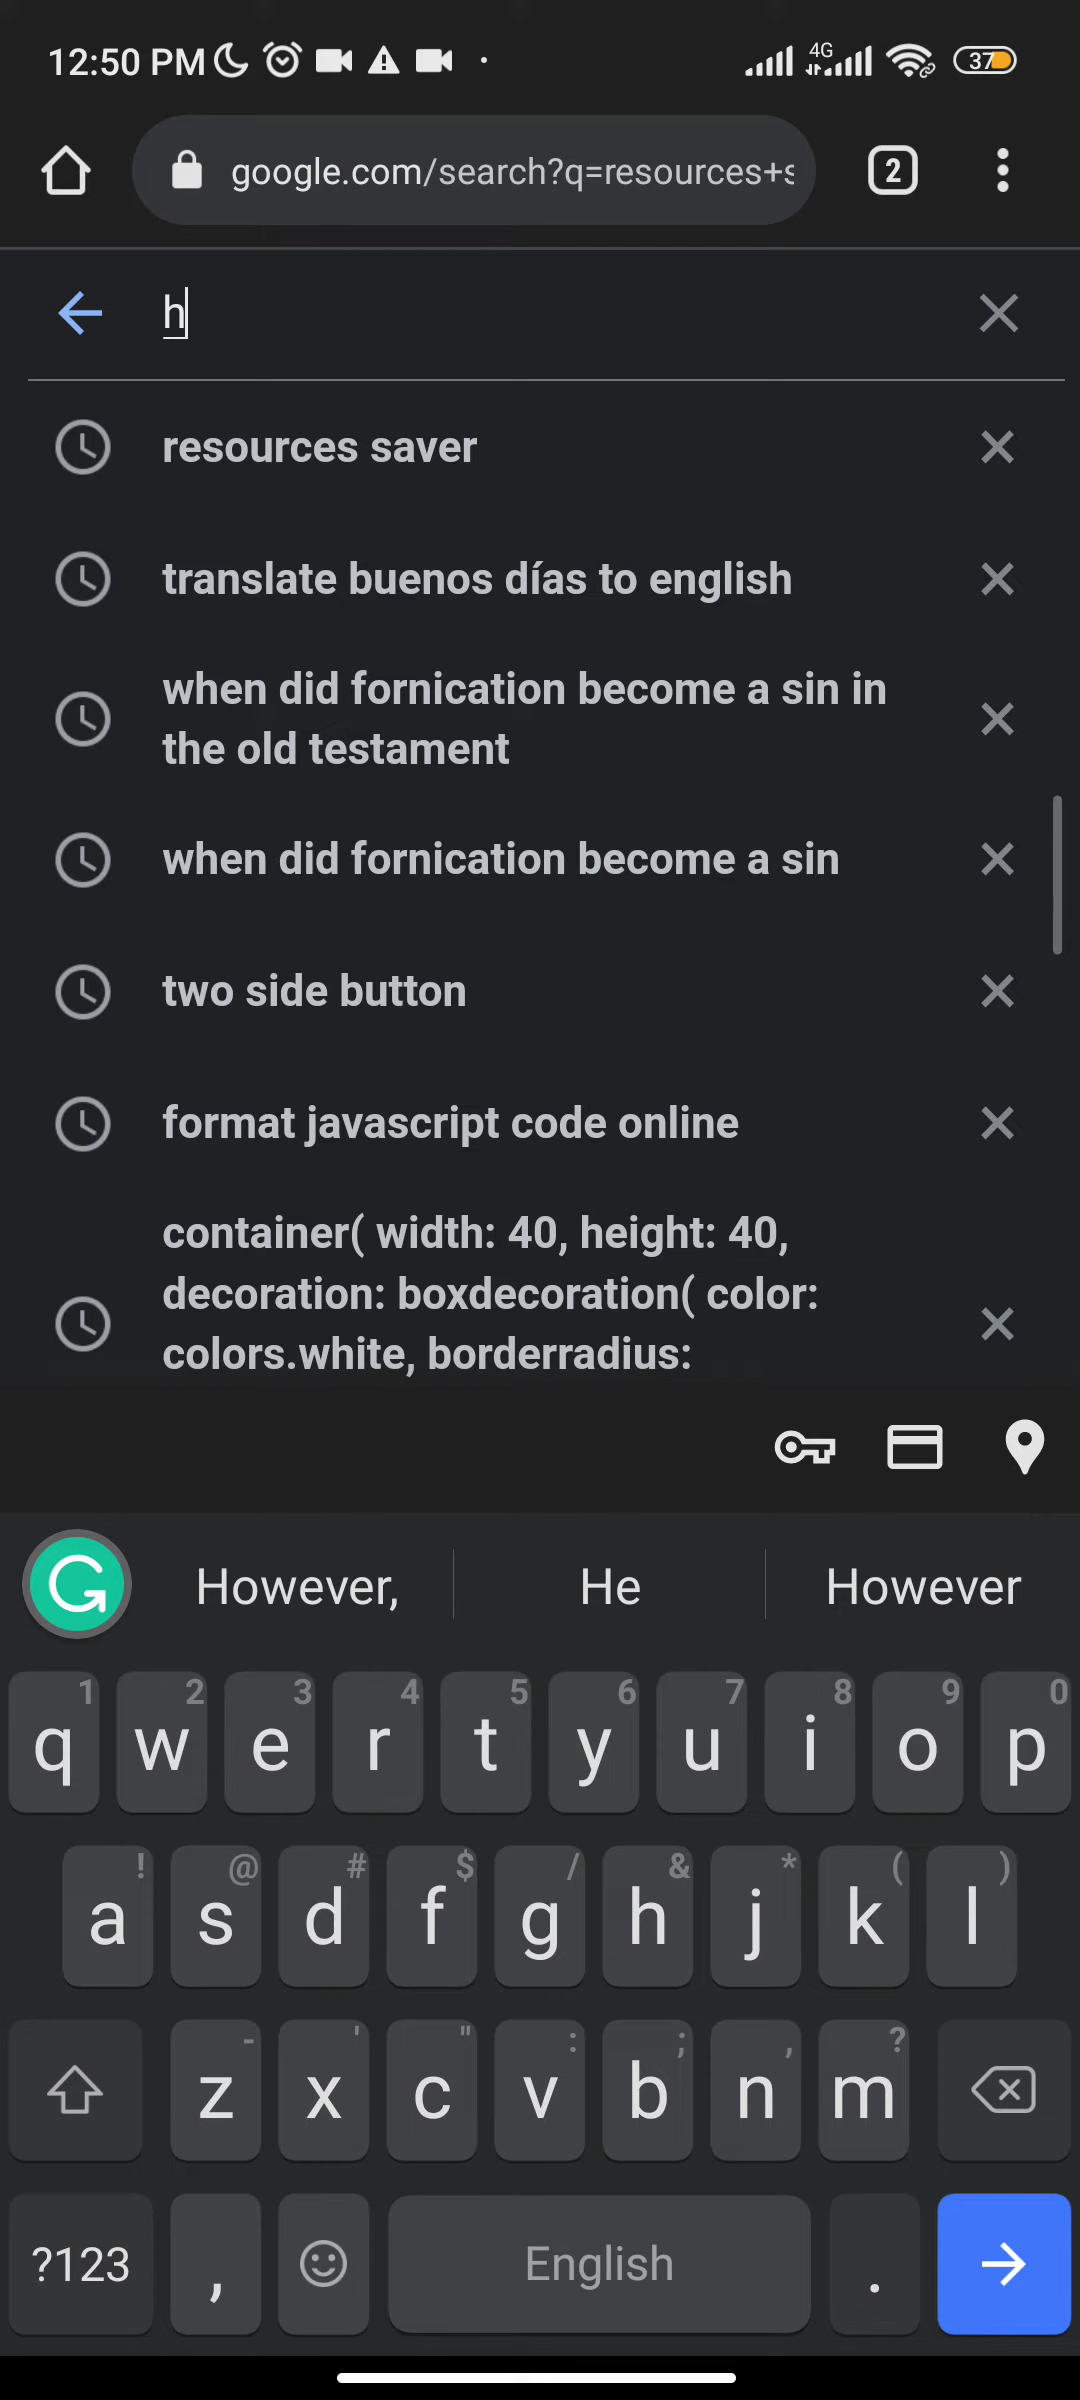 12:50 PM
4G
37
google.com/search?q=resources+s
2
h
resources saver
translate buenos días to english
when did fornication become a sin in
the old testament
when did fornication become a sin
two side button
format javascript code online
container( width: 40, height: 40,
decoration: boxdecoration( color:
colors.white, borderradius:
However, He However
1 2 3 4 5 6 7 8 9 0
q w e r t y u i o p
! @ # $ / & * ( )
a s d f g h j k l
- ' " : ; , ?
z x c v b n m
?123 , English .